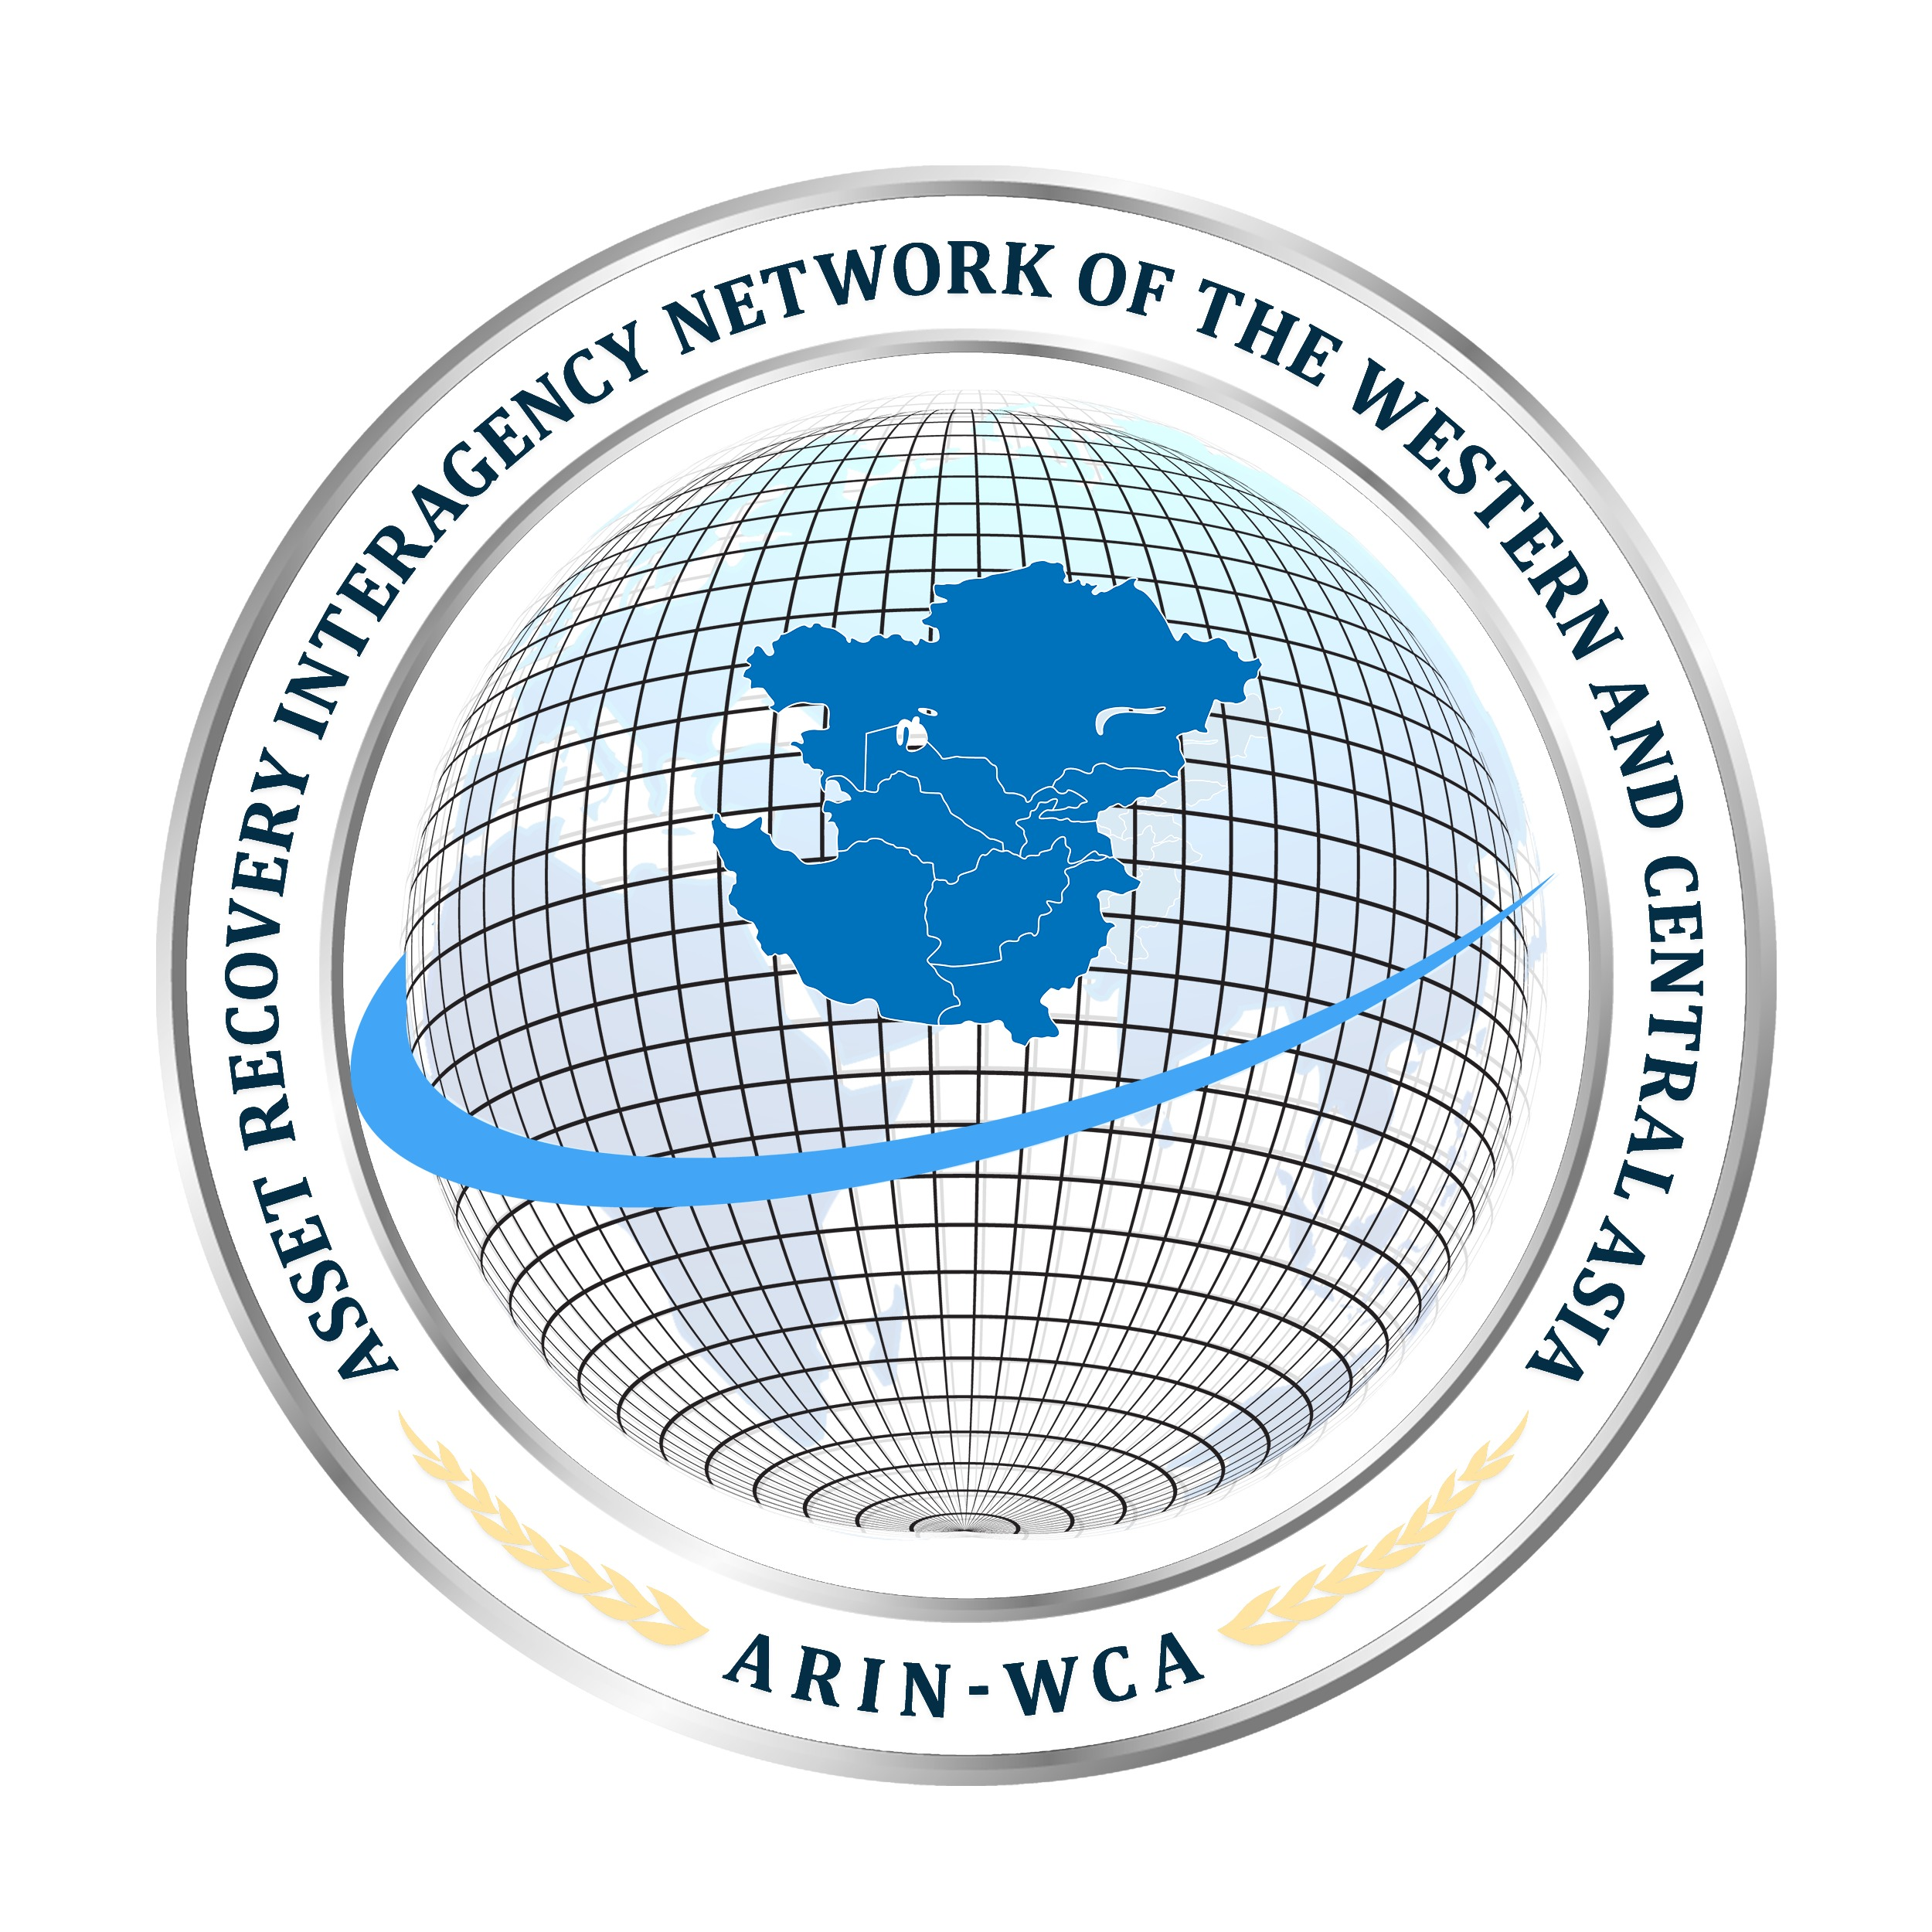 ASSET RECOVERY INTERAGENCY NETWORK OF THE WESTERN AND CENTRAL ASIA
ARIN-WCA